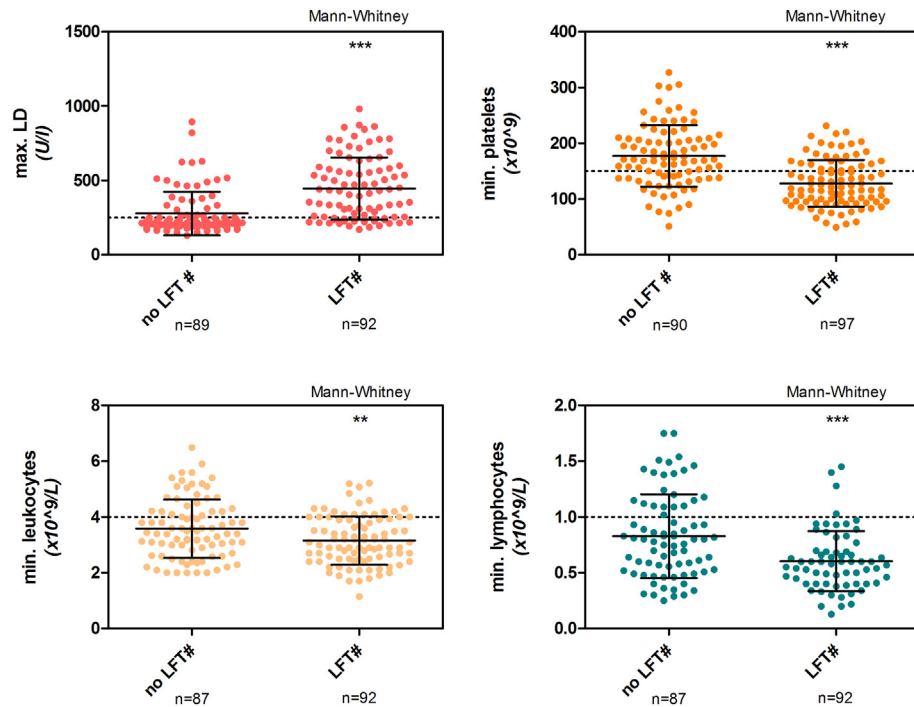 Mann-Whitney
***
max. LD
(U/l)
1500
1000
500
0
no LFT #
LFT#
n=89
n=92
Mann-Whitney
***
min. platelets
(x10^9)
400
300
200
100
0
no LFT #
LFT#
n=90
n=97
Mann-Whitney
**
min. leukocytes
(x10^9/L)
8
6
4
2
0
no LFT#
LFT#
n=87
n=92
Mann-Whitney
***
min. lymphocytes
(x10^9/L)
2.0
1.5
1.0
0.5
0.0
no LFT#
LFT#
n=87
n=92